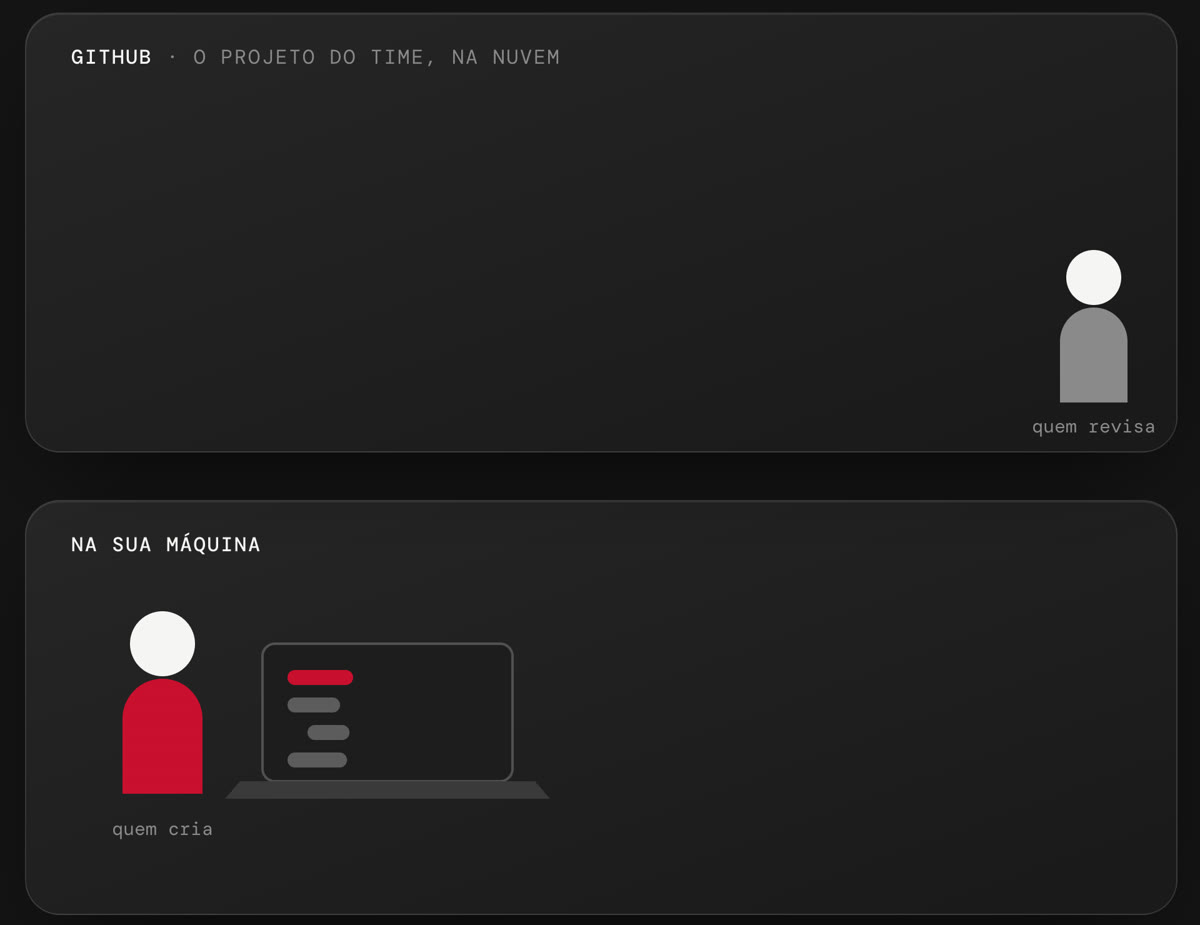 GITHUB · O PROJETO DO TIME, NA NUVEM
quem revisa
NA SUA MÁQUINA
quem cria